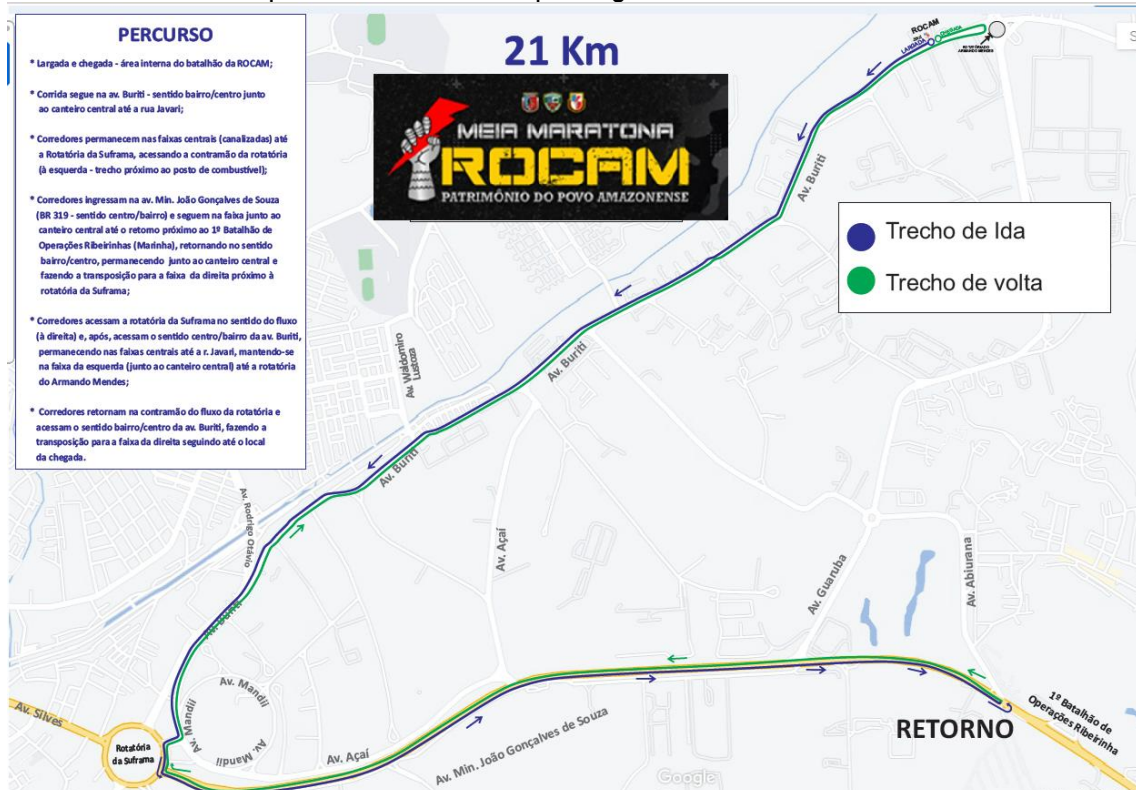 PERCURSO
* Largada e chegada - área interna do batalhão da ROCAM;
* Corrida segue na av. Buriti - sentido bairro/centro junto
ao canteiro central até a rua Javari;
* Corredores permanecem nas faixas centrais (canalizadas) até
a Rotatória da Suframa, acessando a contramão da rotatória
(à esquerda - trecho próximo ao posto de combustível);
* Corredores ingressam na av. Min. João Gonçalves de Souza
(BR 319 - sentido centro/bairro) e seguem na faixa junto ao
canteiro central até o retorno próximo ao 1º Batalhão de
Operações Ribeirinhas (Marinha), retornando no sentido
bairro/centro, permanecendo junto ao canteiro central e
fazendo a transposição para a faixa da direita próximo à
rotatória da Suframa;
* Corredores acessam a rotatória da Suframa no sentido do fluxo
(à direita) e, após, acessam o sentido centro/bairro da av. Buriti,
permanecendo nas faixas centrais até a r. Javari, mantendo-se
na faixa da esquerda (junto ao canteiro central) até a rotatória
do Armando Mendes;
* Corredores retornam na contramão do fluxo da rotatória e
acessam o sentido bairro/centro da av. Buriti, fazendo a
transposição para a faixa da direita seguindo até o local
da chegada.
21 Km
MEIA MARATONA
ROCAM
PATRIMÔNIO DO POVO AMAZONENSE
ROCAM
LARGADA
CHEGADA
ARMANDO MENDES
S
Trecho de Ida
Trecho de volta
Av. Buriti
Av. Buriti
Av. Waldomiro
Lustoza
Av. Buriti
Av. Rodrigo Otávio
Av. Açaí
Av. Guaruba
Av. Abiurana
Av. Buriti
Av. Mandii
Av. Mandii
Av. Mandii
Av. Silves
Rotatória
da Suframa
Av. Açaí
Av. Min. João Gonçalves de Souza
RETORNO
1º Batalhão de
Operações Ribeirinha
Google